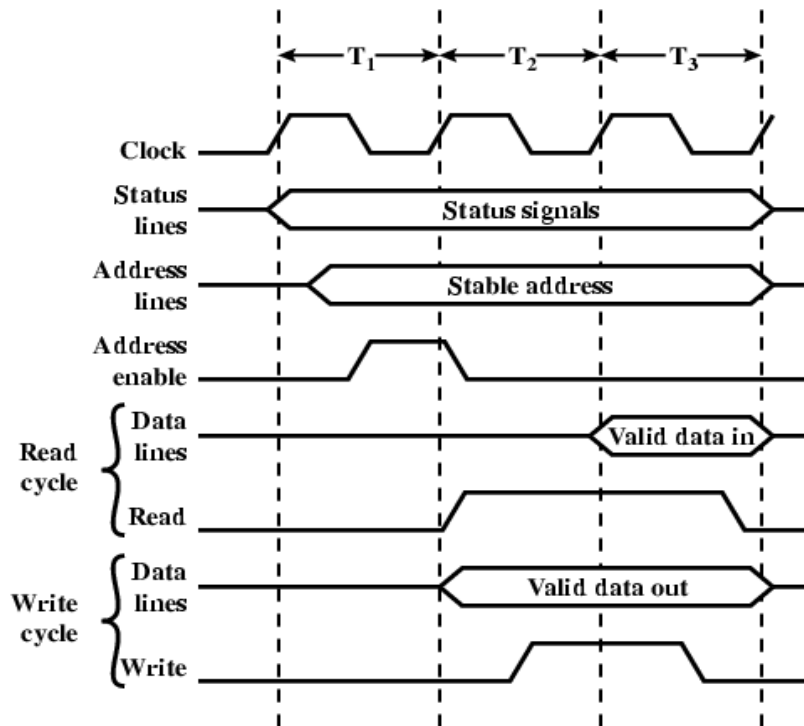 T1 T2 T3
Clock
Status
lines
Status signals
Address
lines
Stable address
Address
enable
Read
cycle
Data
lines
Valid data in
Read
Write
cycle
Data
lines
Valid data out
Write